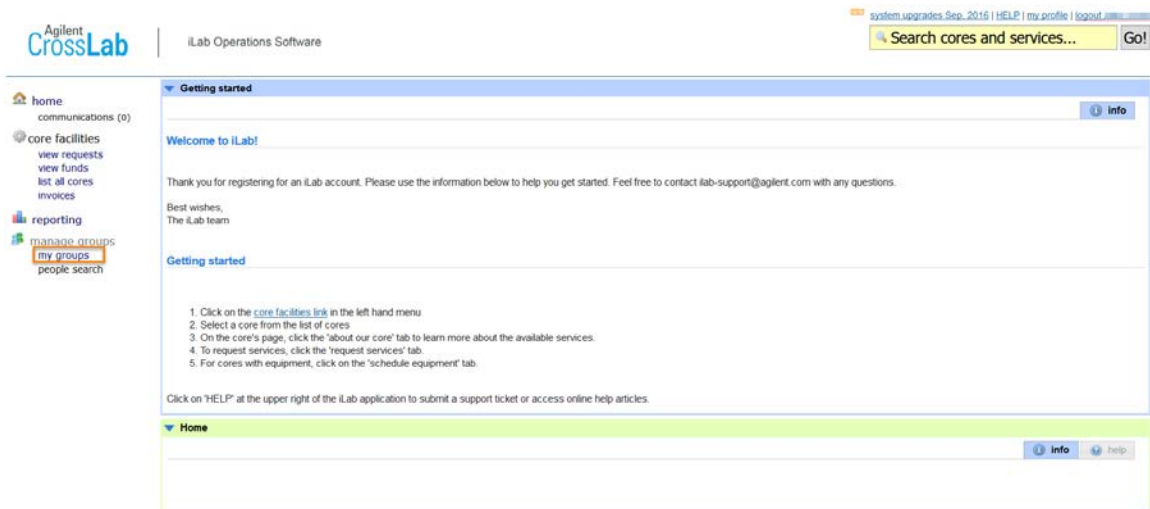 system upgrades Sep. 2016 | HELP | my profile | logout
Agilent
CrossLab
iLab Operations Software
Search cores and services...
Go!
home
communications (0)
core facilities
view requests
view funds
list all cores
invoices
reporting
manage groups
my groups
people search
Getting started
info
Welcome to iLab!
Thank you for registering for an iLab account. Please use the information below to help you get started. Feel free to contact ilab-support@agilent.com with any questions.
Best wishes,
The iLab team
Getting started
1. Click on the core facilities link in the left hand menu
2. Select a core from the list of cores
3. On the core's page, click the 'about our core' tab to learn more about the available services.
4. To request services, click the 'request services' tab.
5. For cores with equipment, click on the 'schedule equipment' tab.
Click on 'HELP' at the upper right of the iLab application to submit a support ticket or access online help articles.
Home
info
help